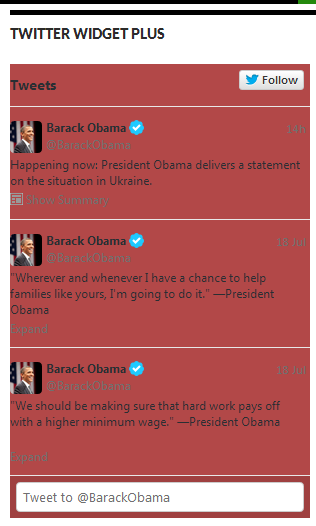 TWITTER WIDGET PLUS
Tweets
Follow
Barack Obama
14h
@BarackObama
Happening now: President Obama delivers a statement
on the situation in Ukraine.
Show Summary
Barack Obama
18 Jul
@BarackObama
"Wherever and whenever I have a chance to help
families like yours, I'm going to do it." —President
Obama
Expand
Barack Obama
18 Jul
@BarackObama
"We should be making sure that hard work pays off
with a higher minimum wage." —President Obama
Expand
Tweet to @BarackObama